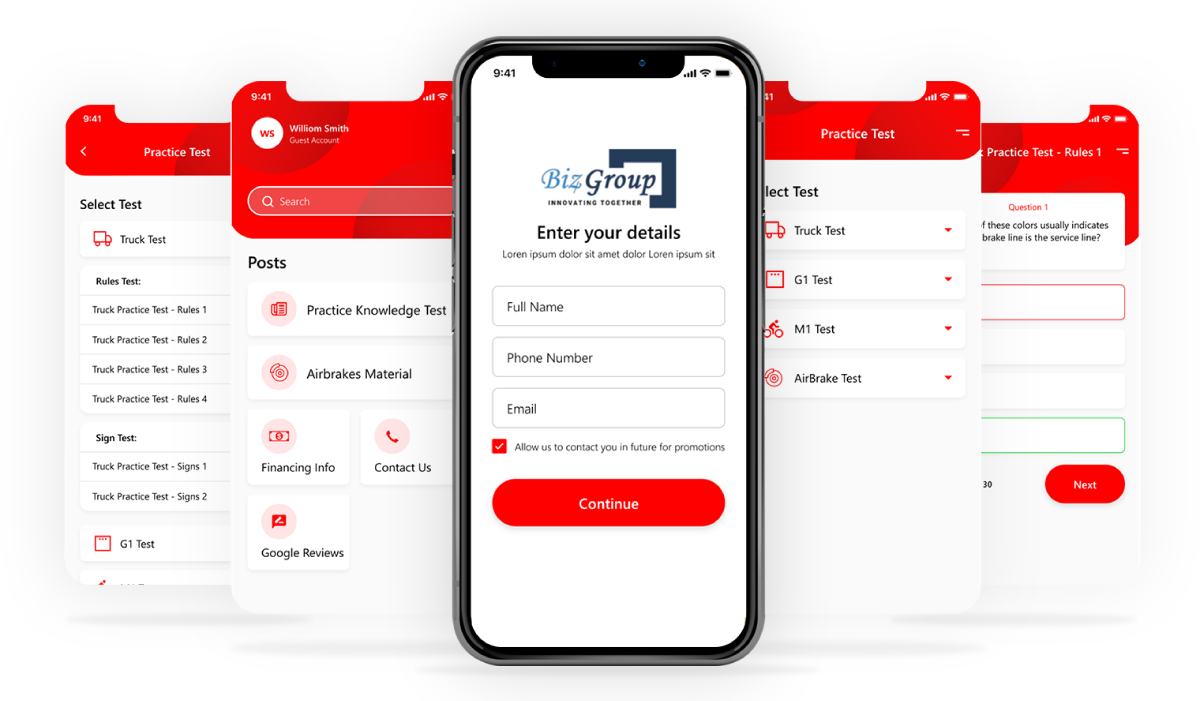 9:41
Practice Test
Select Test
Truck Test
Rules Test:
Truck Practice Test - Rules 1
Truck Practice Test - Rules 2
Truck Practice Test - Rules 3
Truck Practice Test - Rules 4
Sign Test:
Truck Practice Test - Signs 1
Truck Practice Test - Signs 2
G1 Test
9:41
WS
Williom Smith
Guest Account
Search
Posts
Practice Knowledge Test
Airbrakes Material
Financing Info
Contact Us
Google Reviews
9:41
BizGroup
INNOVATING TOGETHER
Enter your details
Loren ipsum dolor sit amet dolor Loren ipsum sit
Full Name
Phone Number
Email
Allow us to contact you in future for promotions
Continue
41
Practice Test
lect Test
Truck Test
G1 Test
M1 Test
AirBrake Test
Practice Test - Rules 1
Question 1
f these colors usually indicates
brake line is the service line?
30
Next